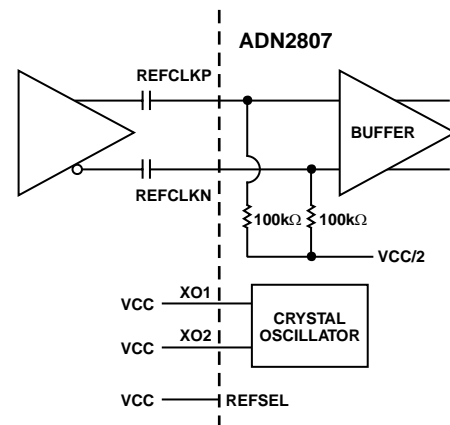 ADN2807
REFCLKP
BUFFER
REFCLKN
100kΩ
100kΩ
VCC/2
VCC
XO1
CRYSTAL
OSCILLATOR
VCC
XO2
VCC
REFSEL